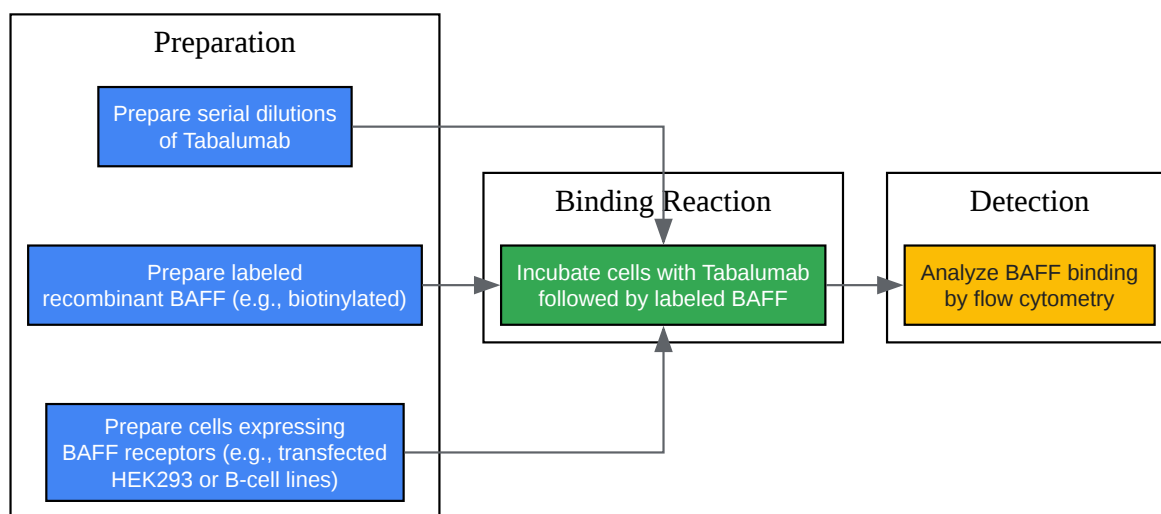 Preparation
Prepare serial dilutions
of Tabalumab
Prepare labeled
recombinant BAFF (e.g., biotinylated)
Prepare cells expressing
BAFF receptors (e.g., transfected
HEK293 or B-cell lines)
Binding Reaction
Incubate cells with Tabalumab
followed by labeled BAFF
Detection
Analyze BAFF binding
by flow cytometry